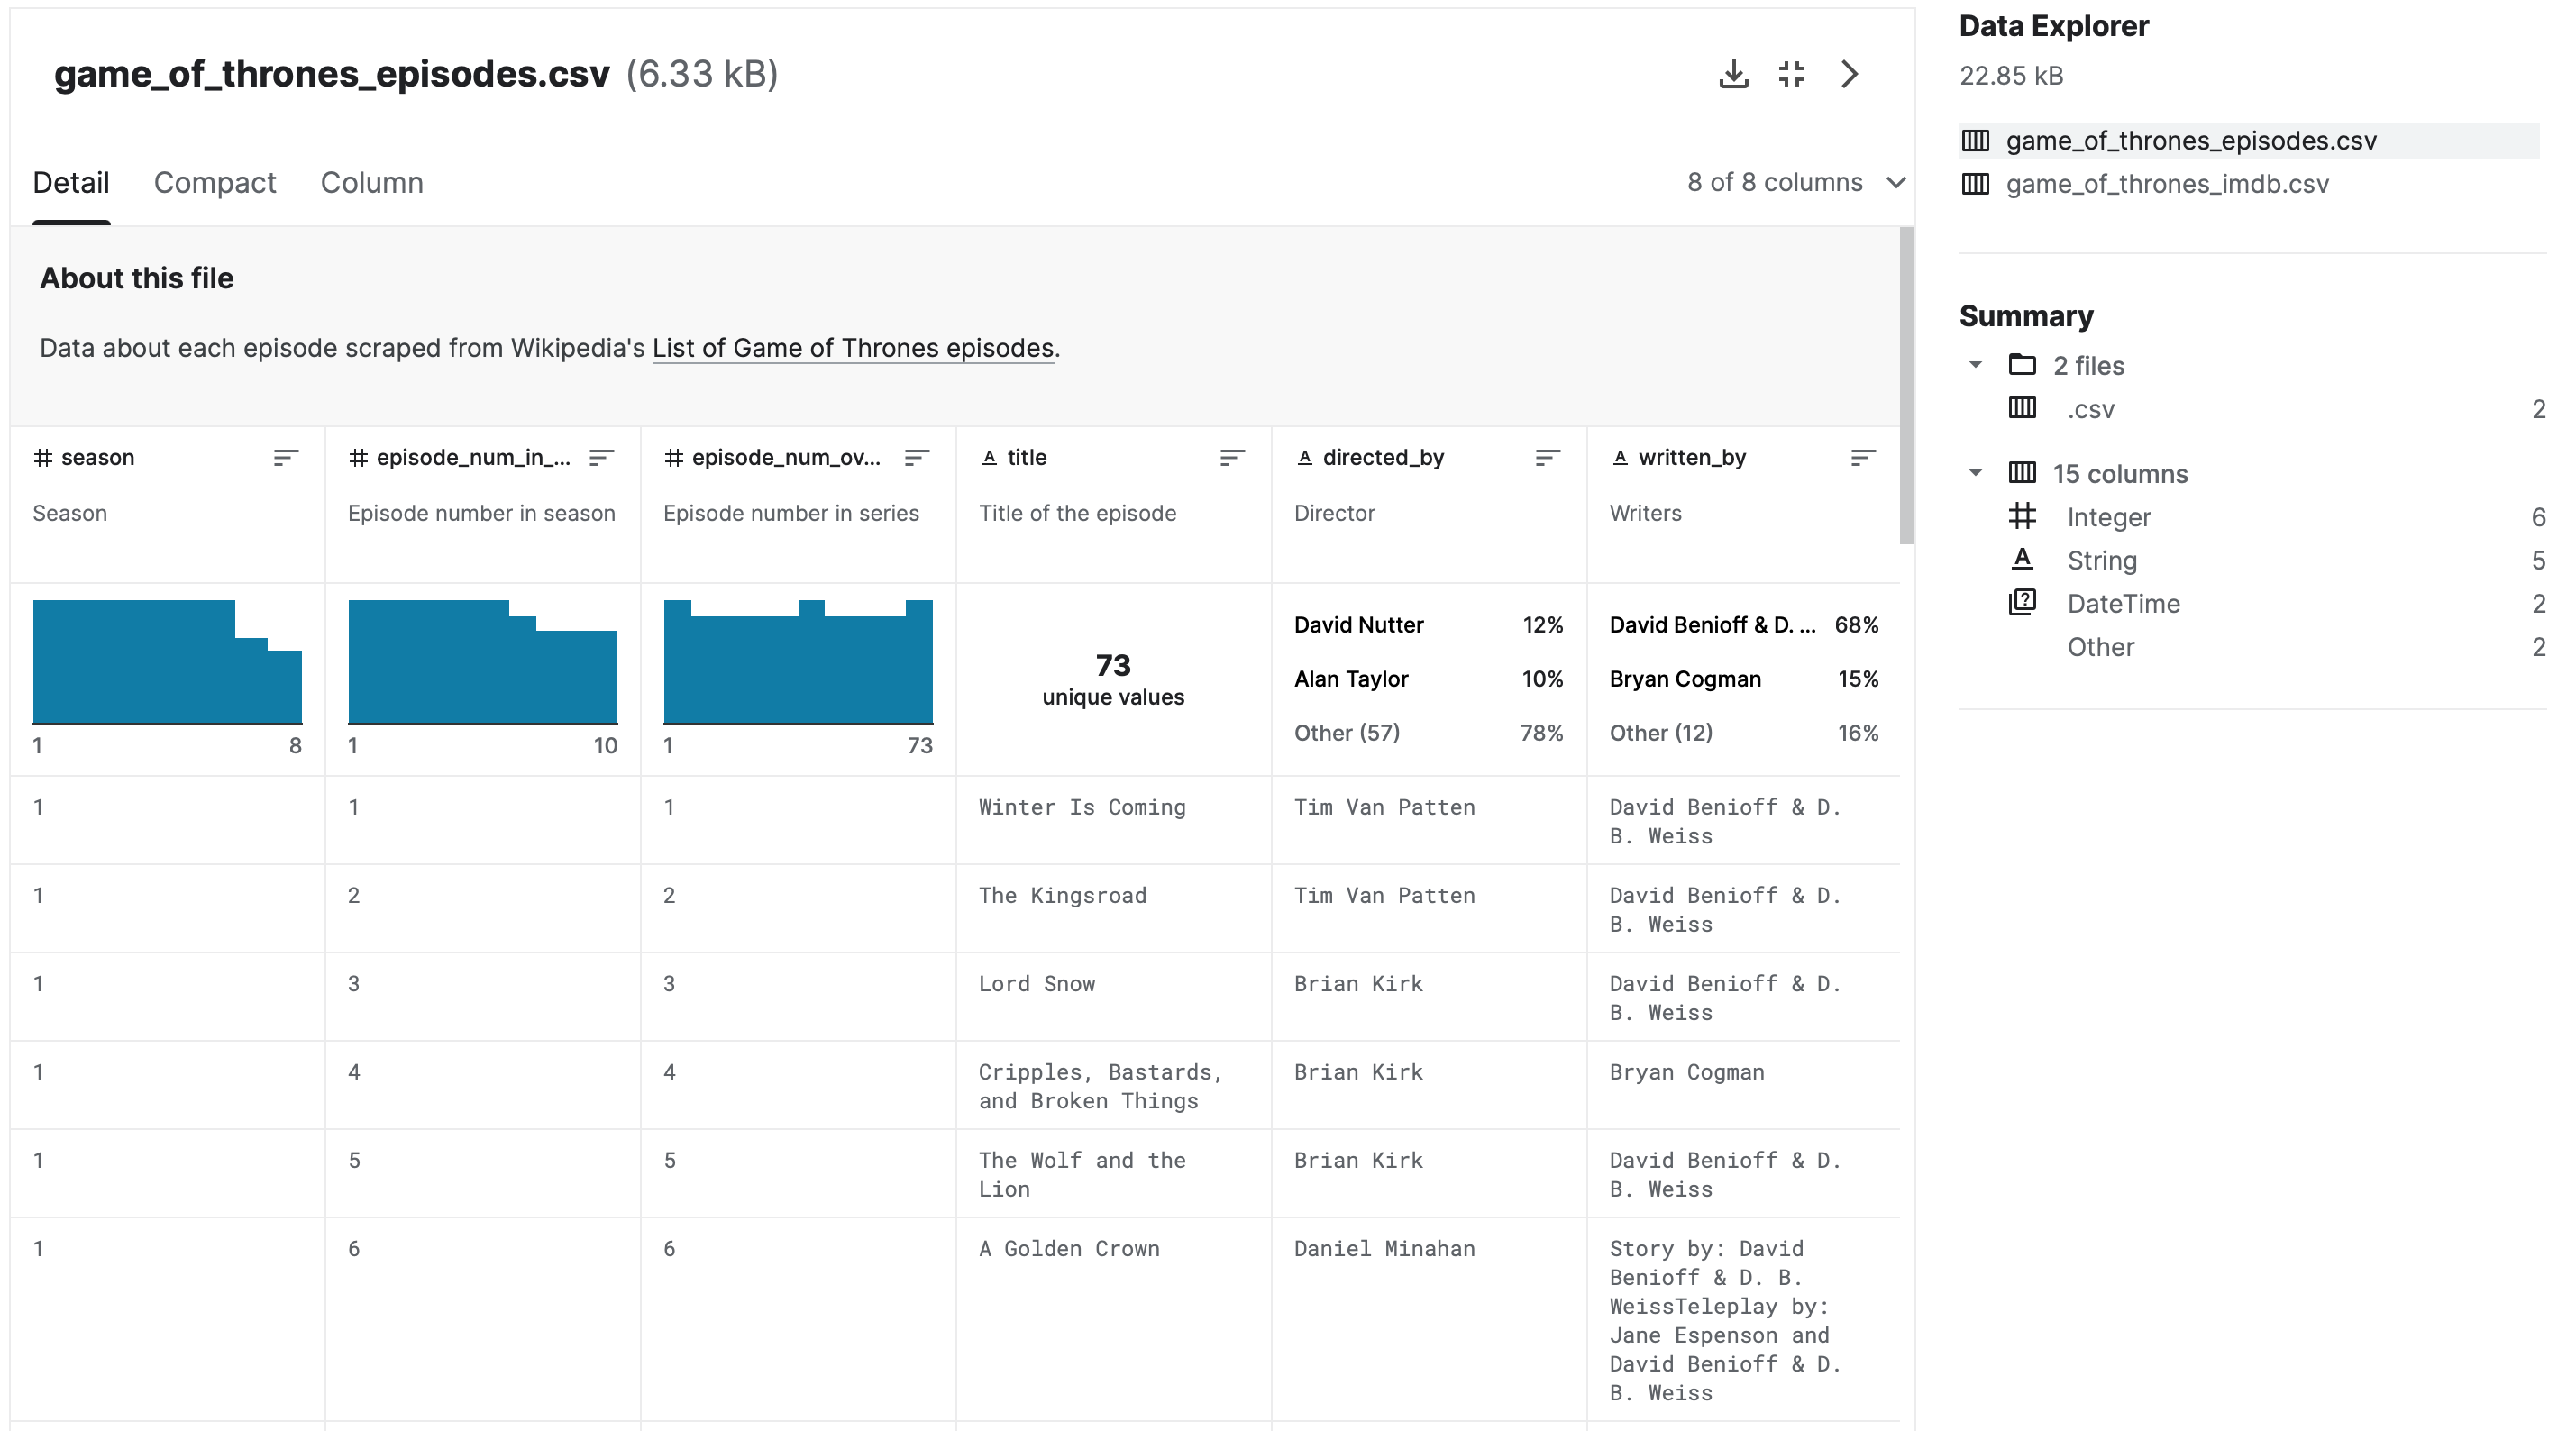 game_of_thrones_episodes.csv (6.33 kB)
Detail Compact Column
8 of 8 columns
About this file
Data about each episode scraped from Wikipedia's List of Game of Thrones episodes.
season
Season
episode_num_in_...
Episode number in season
episode_num_ov...
Episode number in series
title
Title of the episode
directed_by
Director
written_by
Writers
1 8
1 10
1 73
73
unique values
David Nutter 12%
Alan Taylor 10%
Other (57) 78%
David Benioff & D. ... 68%
Bryan Cogman 15%
Other (12) 16%
1
1
1
Winter Is Coming
Tim Van Patten
David Benioff & D.
B. Weiss
1
2
2
The Kingsroad
Tim Van Patten
David Benioff & D.
B. Weiss
1
3
3
Lord Snow
Brian Kirk
David Benioff & D.
B. Weiss
1
4
4
Cripples, Bastards,
and Broken Things
Brian Kirk
Bryan Cogman
1
5
5
The Wolf and the
Lion
Brian Kirk
David Benioff & D.
B. Weiss
1
6
6
A Golden Crown
Daniel Minahan
Story by: David
Benioff & D. B.
WeissTeleplay by:
Jane Espenson and
David Benioff & D.
B. Weiss
Data Explorer
22.85 kB
game_of_thrones_episodes.csv
game_of_thrones_imdb.csv
Summary
2 files
.csv 2
15 columns
Integer 6
String 5
DateTime 2
Other 2